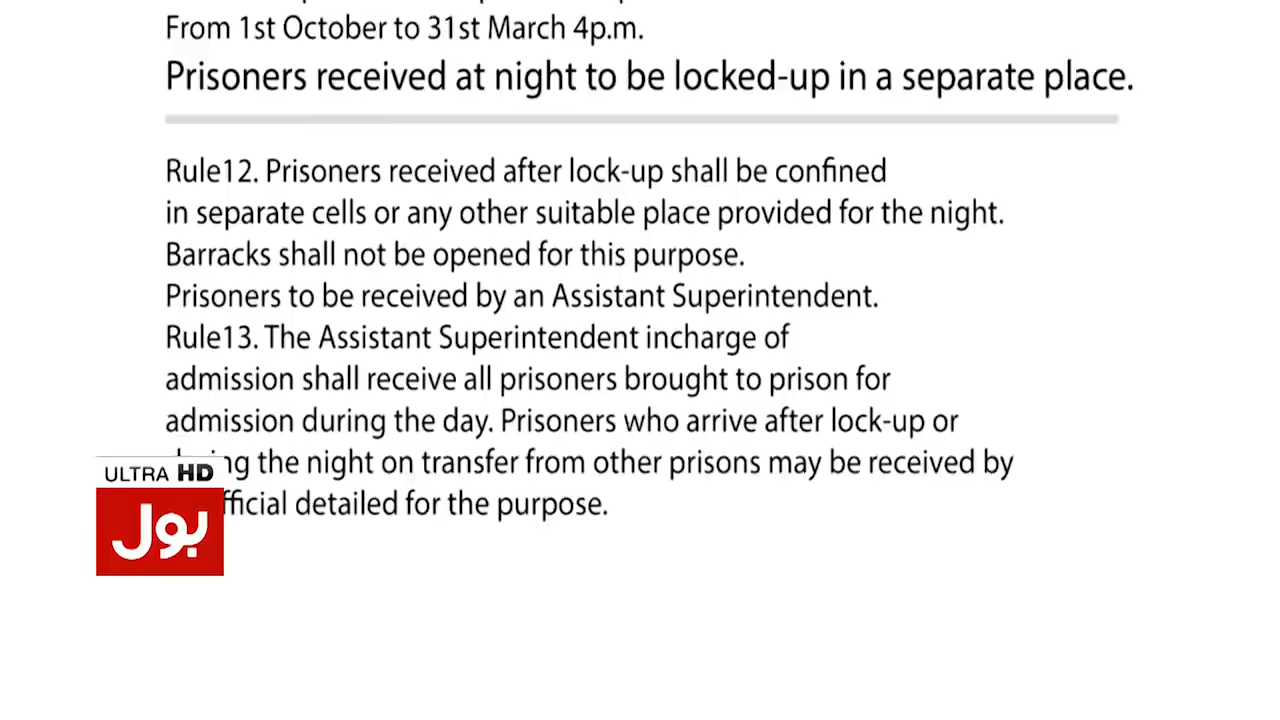 From 1st October to 31st March 4p.m.
Prisoners received at night to be locked-up in a separate place.
Rule12. Prisoners received after lock-up shall be confined
in separate cells or any other suitable place provided for the night.
Barracks shall not be opened for this purpose.
Prisoners to be received by an Assistant Superintendent.
Rule13. The Assistant Superintendent incharge of
admission shall receive all prisoners brought to prison for
admission during the day. Prisoners who arrive after lock-up or
the night on transfer from other prisons may be received by
detailed for the purpose.
ULTRA HD
بول